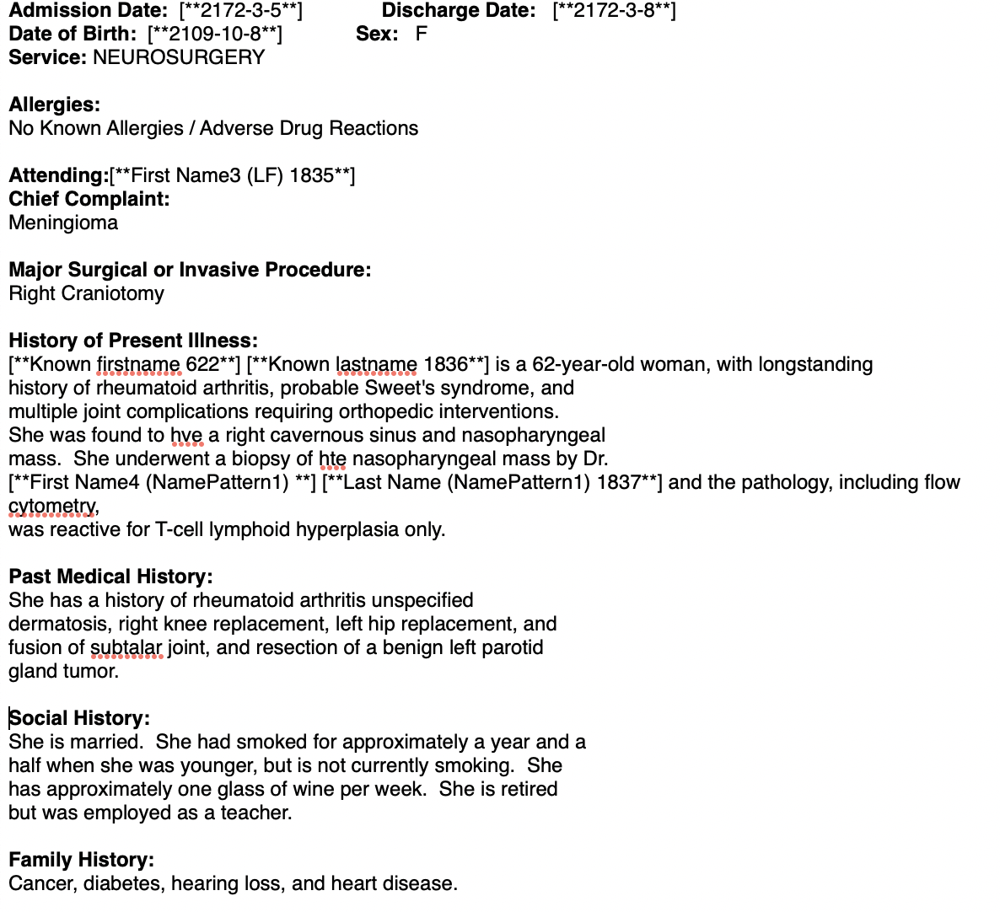 Admission Date:  [**2172-3-5**]              Discharge Date:   [**2172-3-8**]
Date of Birth:  [**2109-10-8**]             Sex:   F
Service: NEUROSURGERY

Allergies:
No Known Allergies / Adverse Drug Reactions

Attending:[**First Name3 (LF) 1835**]
Chief Complaint:
Meningioma

Major Surgical or Invasive Procedure:
Right Craniotomy

History of Present Illness:
[**Known firstname 622**] [**Known lastname 1836**] is a 62-year-old woman, with longstanding
history of rheumatoid arthritis, probable Sweet's syndrome, and
multiple joint complications requiring orthopedic interventions.
She was found to hve a right cavernous sinus and nasopharyngeal
mass.  She underwent a biopsy of hte nasopharyngeal mass by Dr.
[**First Name4 (NamePattern1) **] [**Last Name (NamePattern1) 1837**] and the pathology, including flow
cytometry,
was reactive for T-cell lymphoid hyperplasia only.

Past Medical History:
She has a history of rheumatoid arthritis unspecified
dermatosis, right knee replacement, left hip replacement, and
fusion of subtalar joint, and resection of a benign left parotid
gland tumor.

Social History:
She is married.  She had smoked for approximately a year and a
half when she was younger, but is not currently smoking.  She
has approximately one glass of wine per week.  She is retired
but was employed as a teacher.

Family History:
Cancer, diabetes, hearing loss, and heart disease.